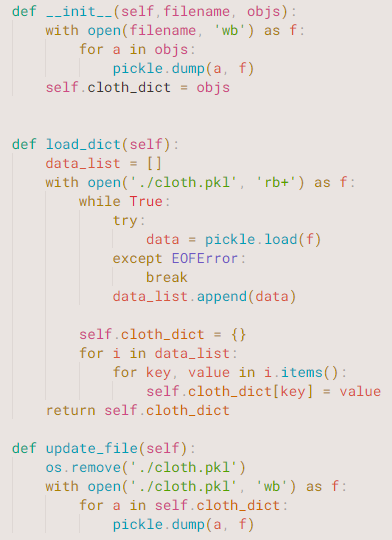 def __init__(self,filename, objs):
    with open(filename, 'wb') as f:
        for a in objs:
            pickle.dump(a, f)
    self.cloth_dict = objs
def load_dict(self):
    data_list = []
    with open('./cloth.pkl', 'rb+') as f:
        while True:
            try:
                data = pickle.load(f)
            except EOFError:
                break
            data_list.append(data)
        self.cloth_dict = {}
        for i in data_list:
            for key, value in i.items():
                self.cloth_dict[key] = value
    return self.cloth_dict
def update_file(self):
    os.remove('./cloth.pkl')
    with open('./cloth.pkl', 'wb') as f:
        for a in self.cloth_dict:
            pickle.dump(a, f)